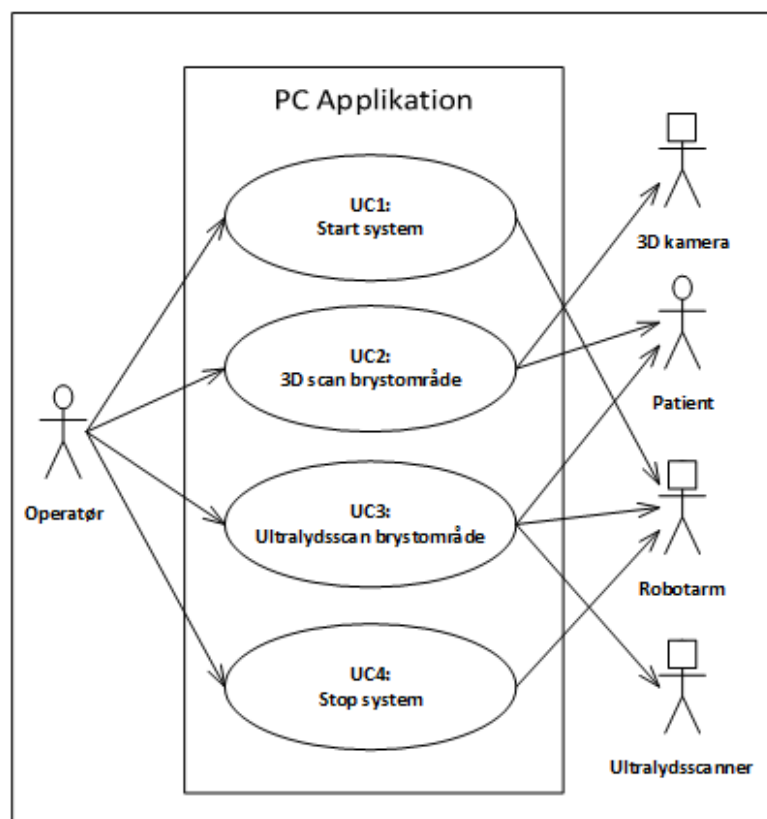 PC Applikation
UC1:
Start system
3D kamera
UC2:
3D scan brystområde
Patient
Operatør
UC3:
Ultralydsscan brystområde
Robotarm
UC4:
Stop system
Ultralydsscanner